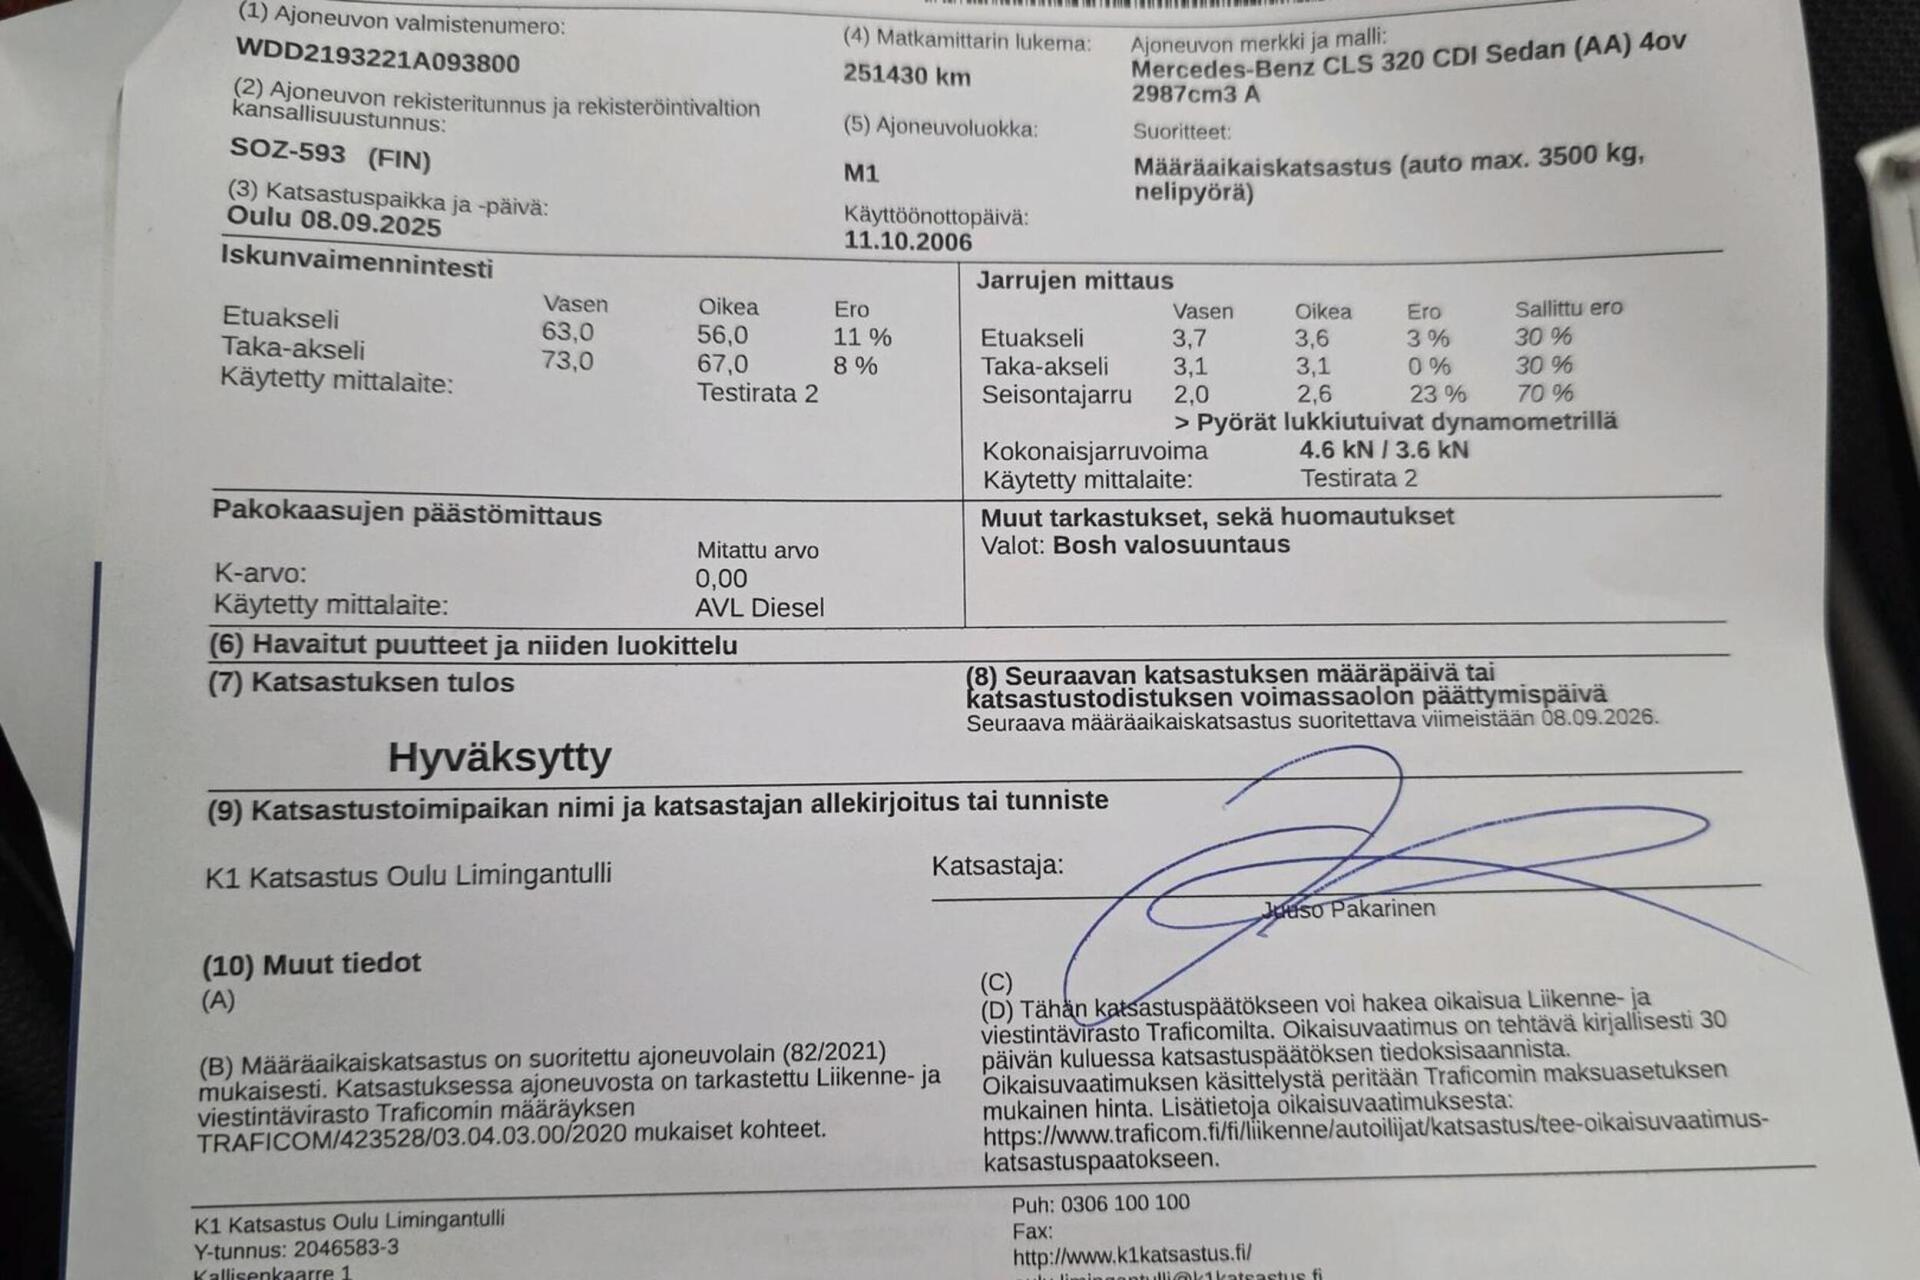 (1) Ajoneuvon valmistenumero:
WDD2193221A093800
(2) Ajoneuvon rekisteritunnus ja rekisteröintivaltion
kansallisuustunnus:
SOZ-593 (FIN)
(3) Katsastuspaikka ja -päivä:
Oulu 08.09.2025
(4) Matkamittarin lukema:
251430 km
(5) Ajoneuvoluokka:
M1
Käyttöönottopäivä:
11.10.2006
Ajoneuvon merkki ja malli:
Mercedes-Benz CLS 320 CDI Sedan (AA) 4ov
2987cm3 A
Suoritteet:
Määräaikaiskatsastus (auto max. 3500 kg,
nelipyörä)
Iskunvaimennintesti
Vasen Oikea Ero
Etuakseli 63,0 56,0 11 %
Taka-akseli 73,0 67,0 8 %
Käytetty mittalaite: Testirata 2
Jarrujen mittaus
Vasen Oikea Ero Sallittu ero
Etuakseli 3,7 3,6 3 % 30 %
Taka-akseli 3,1 3,1 0 % 30 %
Seisontajarru 2,0 2,6 23 % 70 %
> Pyörät lukkiutuivat dynamometrillä
Kokonaisjarruvoima 4.6 kN / 3.6 kN
Käytetty mittalaite: Testirata 2
Pakokaasujen päästömittaus
Mitattu arvo
K-arvo: 0,00
Käytetty mittalaite: AVL Diesel
Muut tarkastukset, sekä huomautukset
Valot: Bosh valosuuntaus
(6) Havaitut puutteet ja niiden luokittelu
(7) Katsastuksen tulos
Hyväksytty
(8) Seuraavan katsastuksen määräpäivä tai
katsastustodistuksen voimassaolon päättymispäivä
Seuraava määräaikaiskatsastus suoritettava viimeistään 08.09.2026.
(9) Katsastustoimipaikan nimi ja katsastajan allekirjoitus tai tunniste
K1 Katsastus Oulu Limingantulli
Katsastaja:
Juuso Pakarinen
(10) Muut tiedot
(A)
(B) Määräaikaiskatsastus on suoritettu ajoneuvolain (82/2021)
mukaisesti. Katsastuksessa ajoneuvosta on tarkastettu Liikenne- ja
viestintävirasto Traficomin määräyksen
TRAFICOM/423528/03.04.03.00/2020 mukaiset kohteet.
(C)
(D) Tähän katsastuspäätökseen voi hakea oikaisua Liikenne- ja
viestintävirasto Traficomilta. Oikaisuvaatimus on tehtävä kirjallisesti 30
päivän kuluessa katsastuspäätöksen tiedoksisaannista.
Oikaisuvaatimuksen käsittelystä peritään Traficomin maksuasetuksen
mukainen hinta. Lisätietoja oikaisuvaatimuksesta:
https://www.traficom.fi/fi/liikenne/autoilijat/katsastus/tee-oikaisuvaatimus-
katsastuspaatokseen.
K1 Katsastus Oulu Limingantulli
Y-tunnus: 2046583-3
Kallisenkaarre 1
Puh: 0306 100 100
Fax:
http://www.k1katsastus.fi/
oulu.limingantulli@k1katsastus.fi